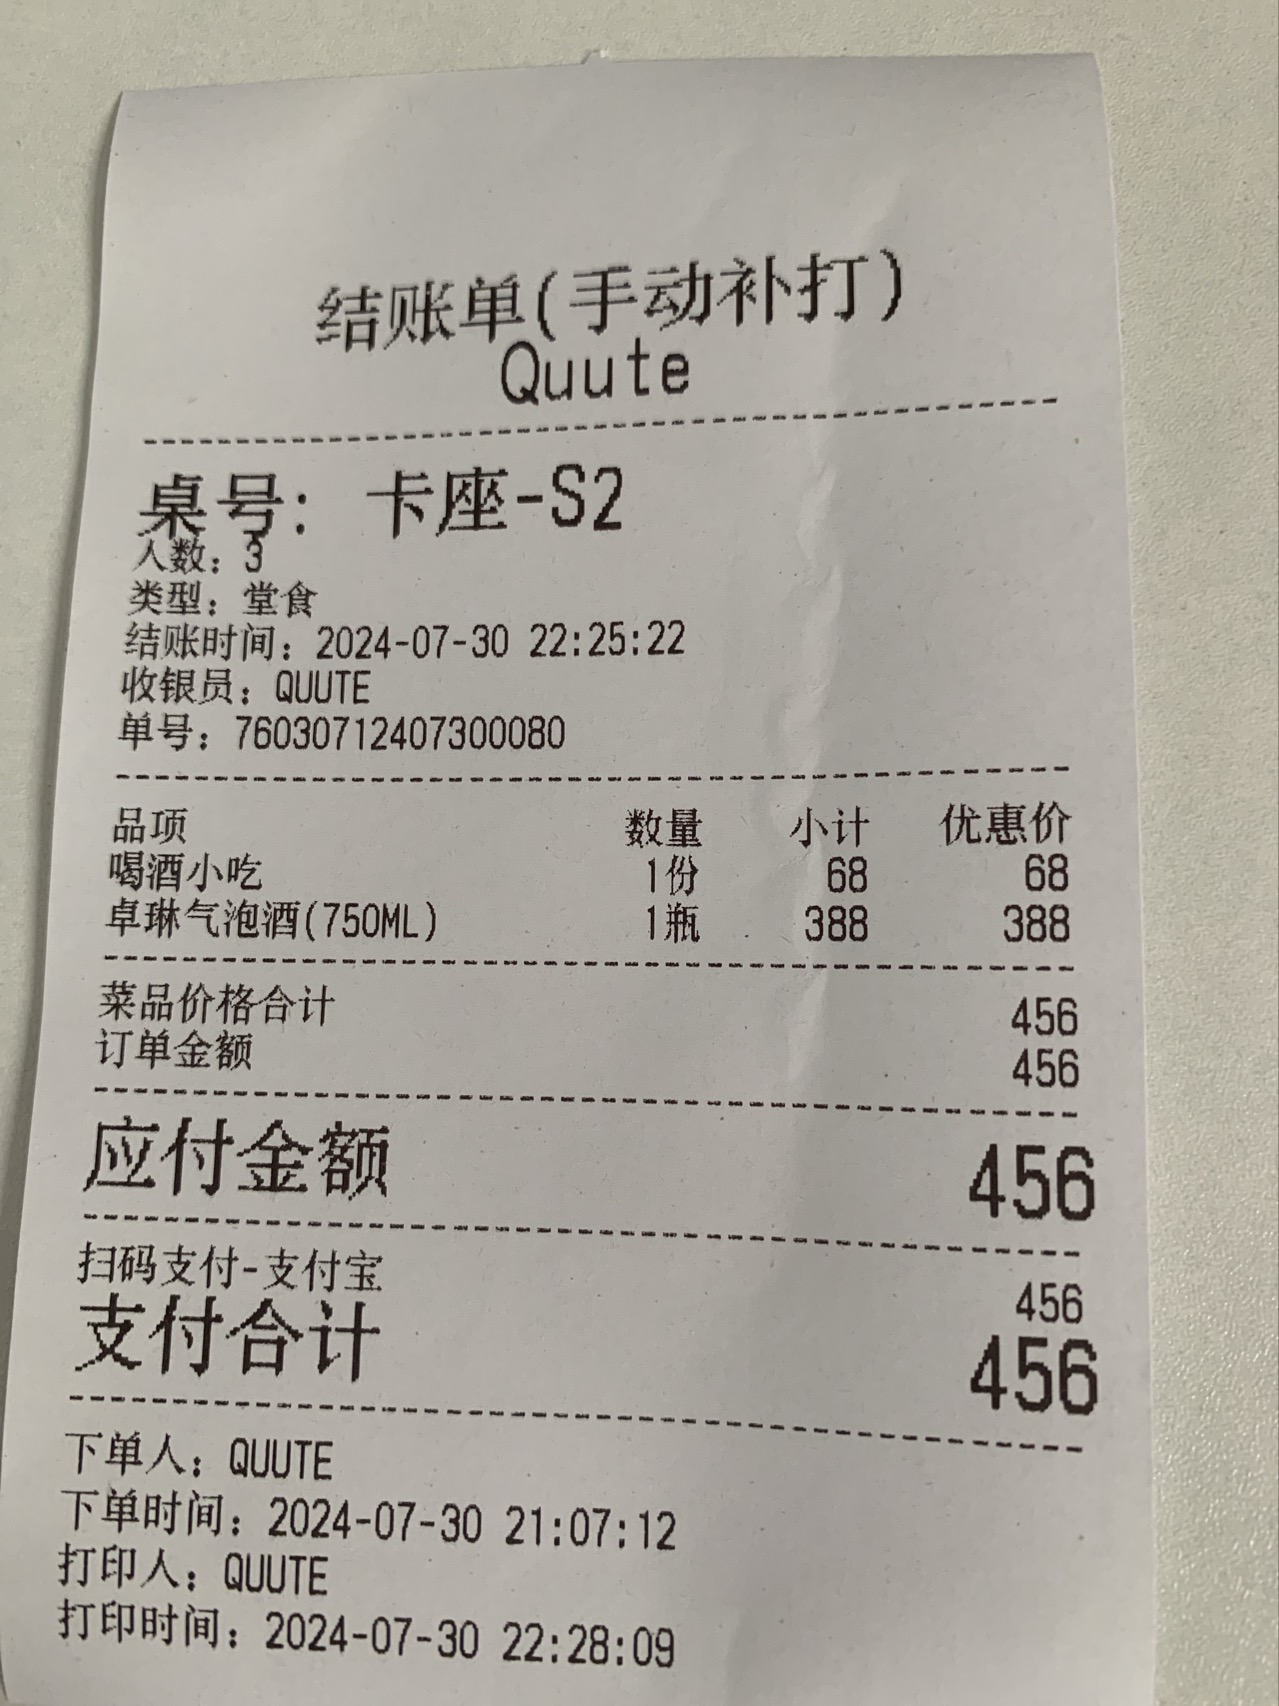 结账单(手动补打)
Quute
桌号: 卡座-S2
人数: 3
类型: 堂食
结账时间: 2024-07-30 22:25:22
收银员: QUUTE
单号: 76030712407300080
品项 数量 小计 优惠价
喝酒小吃 1份 68 68
卓琳气泡酒(750ML) 1瓶 388 388
菜品价格合计 456
订单金额 456
应付金额 456
扫码支付-支付宝 456
支付合计 456
下单人: QUUTE
下单时间: 2024-07-30 21:07:12
打印人: QUUTE
打印时间: 2024-07-30 22:28:09